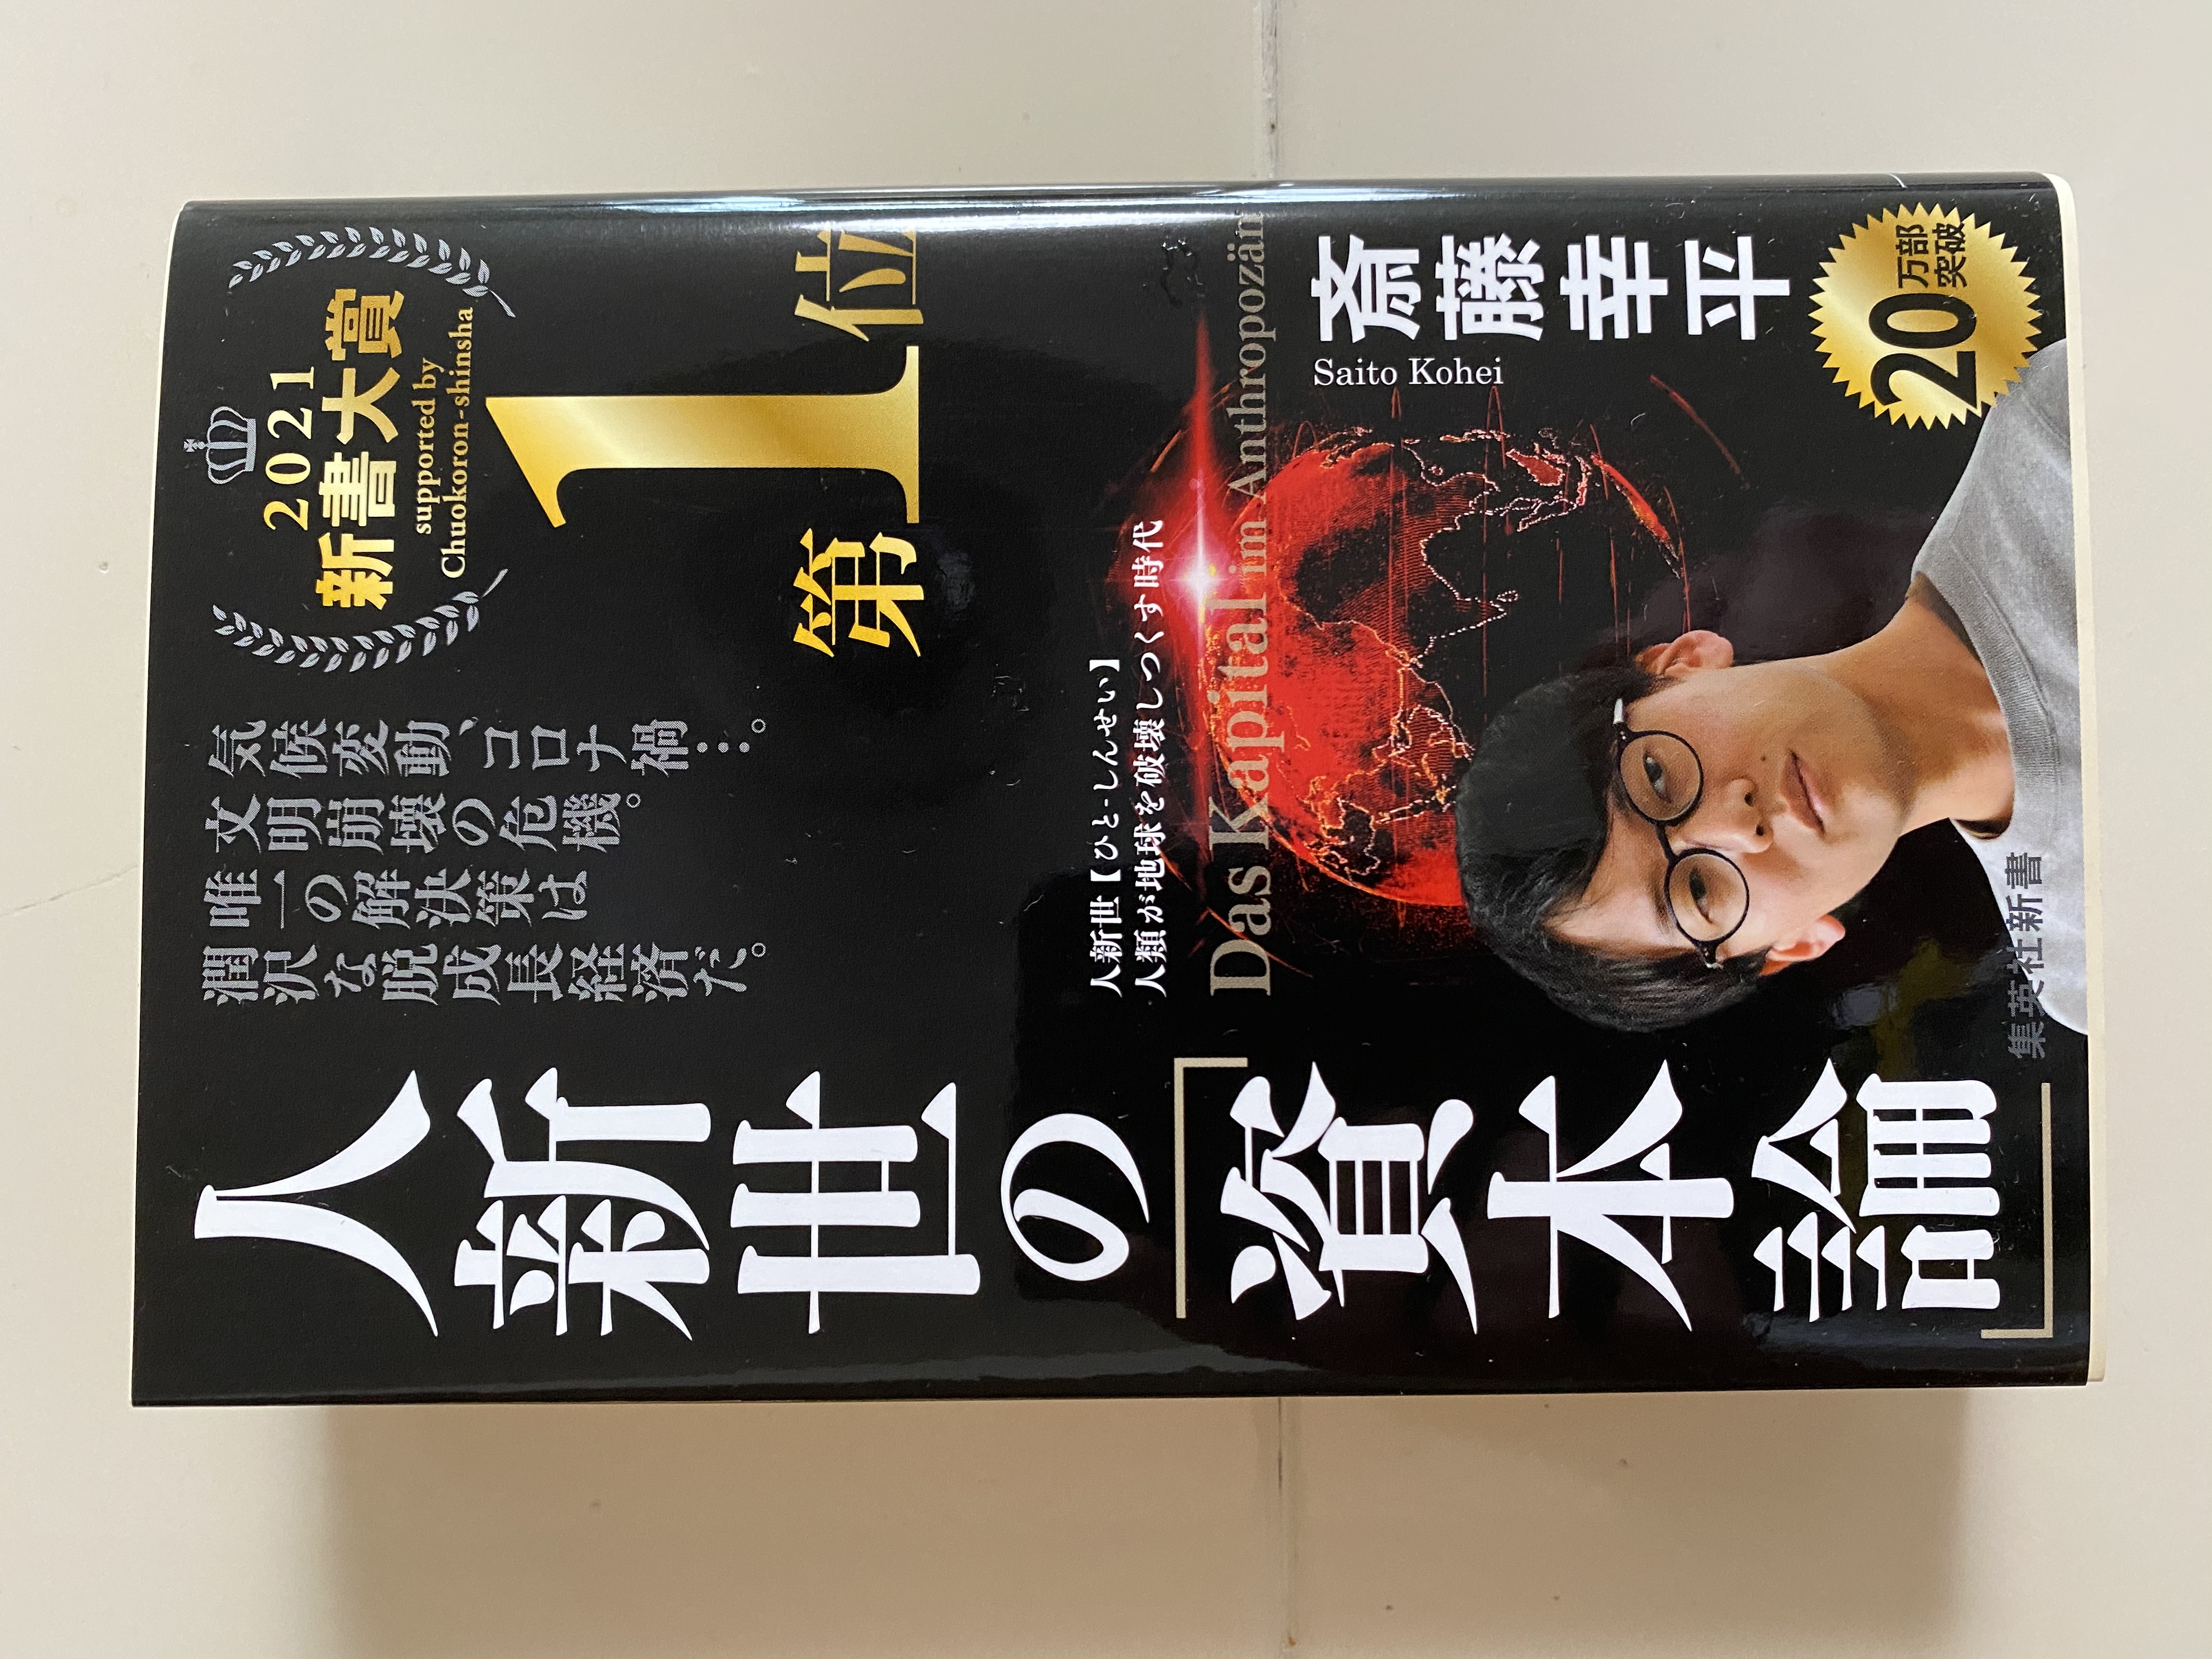 人新世の
「資本論」
気候変動、コロナ禍…。
文明崩壊の危機。
唯一の解決策は
潤沢な脱成長経済だ。
2021
新書大賞
supported by
Chuokoron-shinsha
第1位
人新世【ひと-しんせい】
人類が地球を破壊しつくす時代
Das Kapital im Anthropozän
斎藤幸平
Saito Kohei
20万部
突破
集英社新書